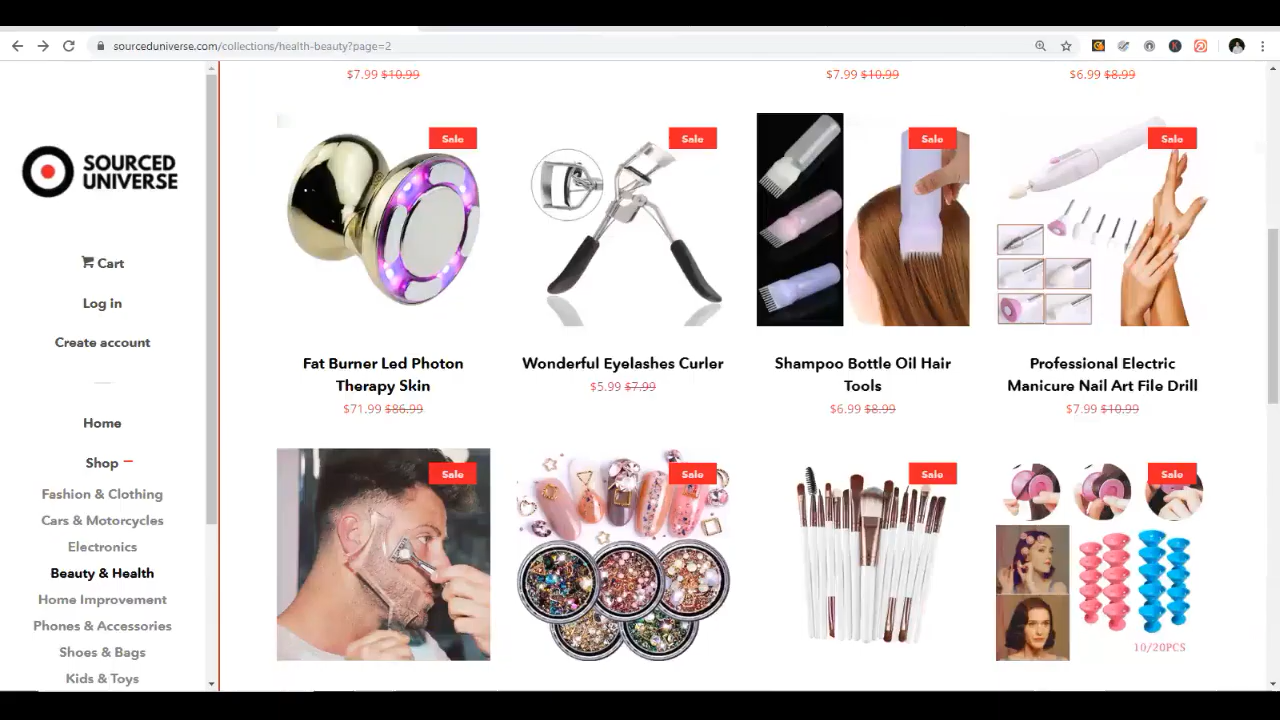 sourceduniverse.com/collections/health-beauty?page=2
SOURCED
UNIVERSE
Cart
Log in
Create account
Home
Shop
Fashion & Clothing
Cars & Motorcycles
Electronics
Beauty & Health
Home Improvement
Phones & Accessories
Shoes & Bags
Kids & Toys
$7.99 $10.99
$7.99 $10.99
$6.99 $8.99
Sale
Sale
Sale
Sale
Fat Burner Led Photon
Therapy Skin
$71.99 $86.99
Wonderful Eyelashes Curler
$5.99 $7.99
Shampoo Bottle Oil Hair
Tools
$6.99 $8.99
Professional Electric
Manicure Nail Art File Drill
$7.99 $10.99
Sale
Sale
Sale
Sale
10/20PCS